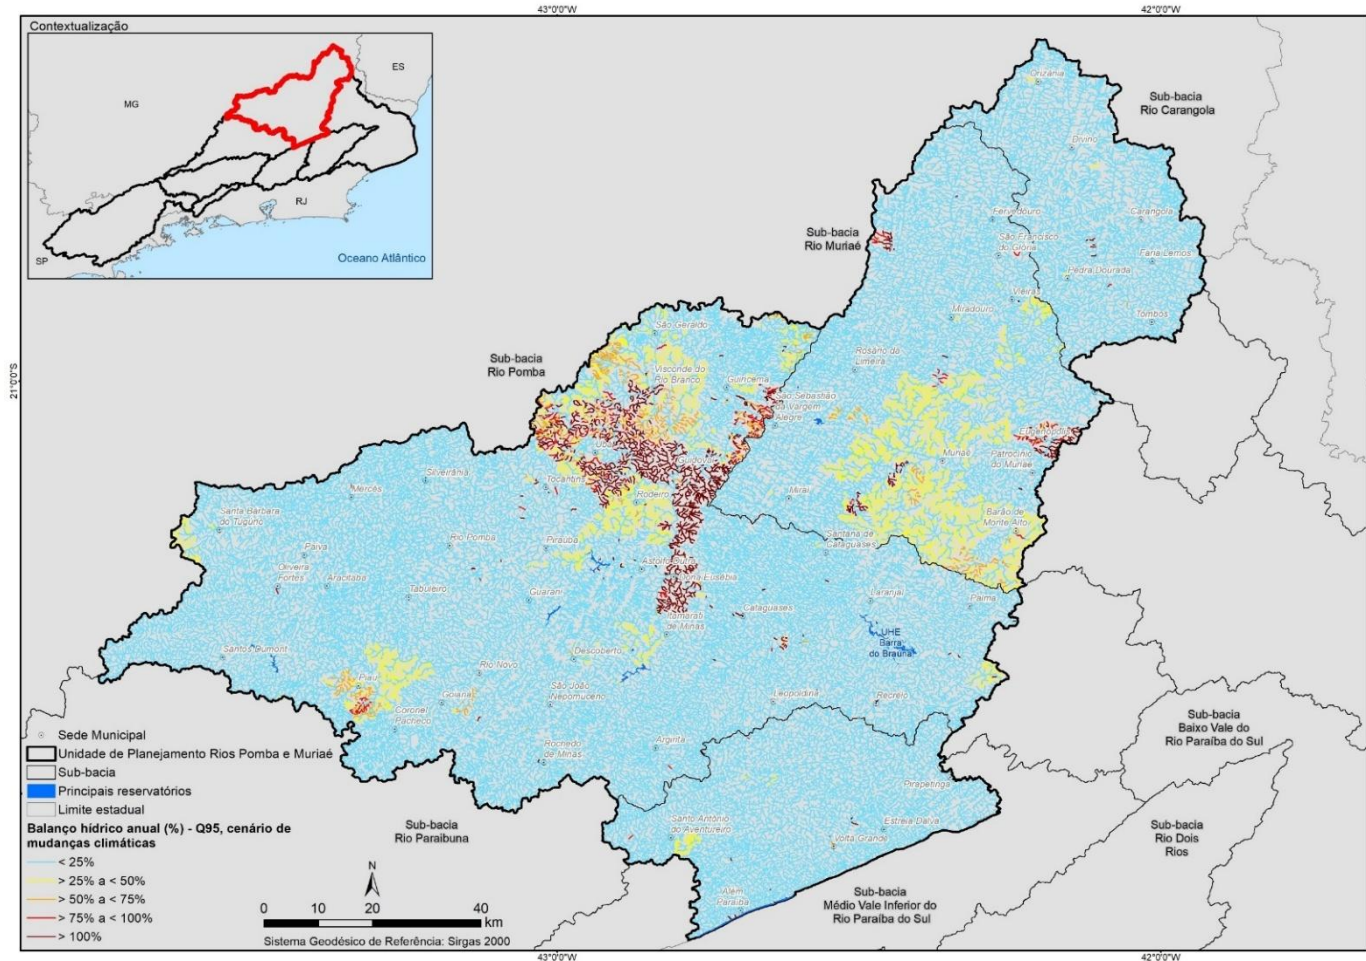 43°0'0"W
42°0'0"W
Contextualização
MG
ES
RJ
SP
Oceano Atlântico
21°0'0"S
Sub-bacia
Rio Carangola
Orizânia
Divino
Fervedouro
Carangola
São Francisco
do Glória
Faria Lemos
Pedra Dourada
Sub-bacia
Rio Muriaé
Vieiras
Miradouro
Tombos
São Geraldo
Sub-bacia
Rio Pomba
Visconde do
Rio Branco
Guiricema
Rosário de
Limeira
São Sebastião
da Vargem
Alegre
Ubá
Guidoval
Eugenópolis
Muriaé
Patrocínio
do Muriaé
Silveirânia
Tocantins
Mercês
Rodeiro
Miraí
Santa Bárbara
do Tugúrio
Barão de
Monte Alto
Santana de
Cataguases
Rio Pomba
Piraúba
Paiva
Oliveira
Fortes
Aracitaba
Astolfo Dutra
Dona Eusébia
Tabuleiro
Guarani
Laranjal
Palma
Itamarati
de Minas
Cataguases
UHE
Barra
do Braúna
Santos Dumont
Descoberto
Rio Novo
Piau
Goianá
Coronel
Pacheco
São João
Nepomuceno
Leopoldina
Recreio
Rochedo
de Minas
Argirita
Sub-bacia
Baixo Vale do
Rio Paraíba do Sul
Pirapetinga
Santo Antônio
do Aventureiro
Estrela Dalva
Volta Grande
Sub-bacia
Rio Dois
Rios
Sub-bacia
Rio Paraibuna
Além
Paraíba
Sub-bacia
Médio Vale Inferior do
Rio Paraíba do Sul
Sede Municipal
Unidade de Planejamento Rios Pomba e Muriaé
Sub-bacia
Principais reservatórios
Limite estadual
Balanço hídrico anual (%) - Q95, cenário de
mudanças climáticas
< 25%
> 25% a < 50%
> 50% a < 75%
> 75% a < 100%
> 100%
N
0 10 20 40
km
Sistema Geodésico de Referência: Sirgas 2000
43°0'0"W
42°0'0"W